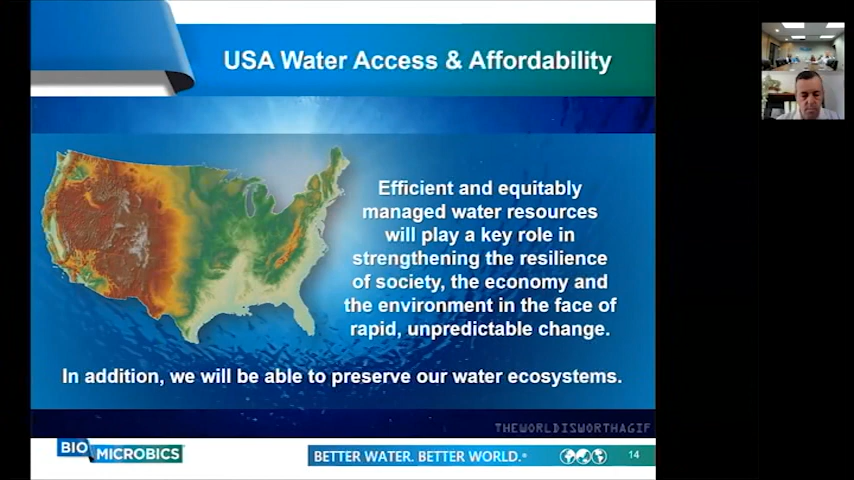 USA Water Access & Affordability
Efficient and equitably
managed water resources
will play a key role in
strengthening the resilience
of society, the economy and
the environment in the face of
rapid, unpredictable change.
In addition, we will be able to preserve our water ecosystems.
THEWORLDISWORTHAGIF
BIO
MICROBICS
BETTER WATER. BETTER WORLD.®
14